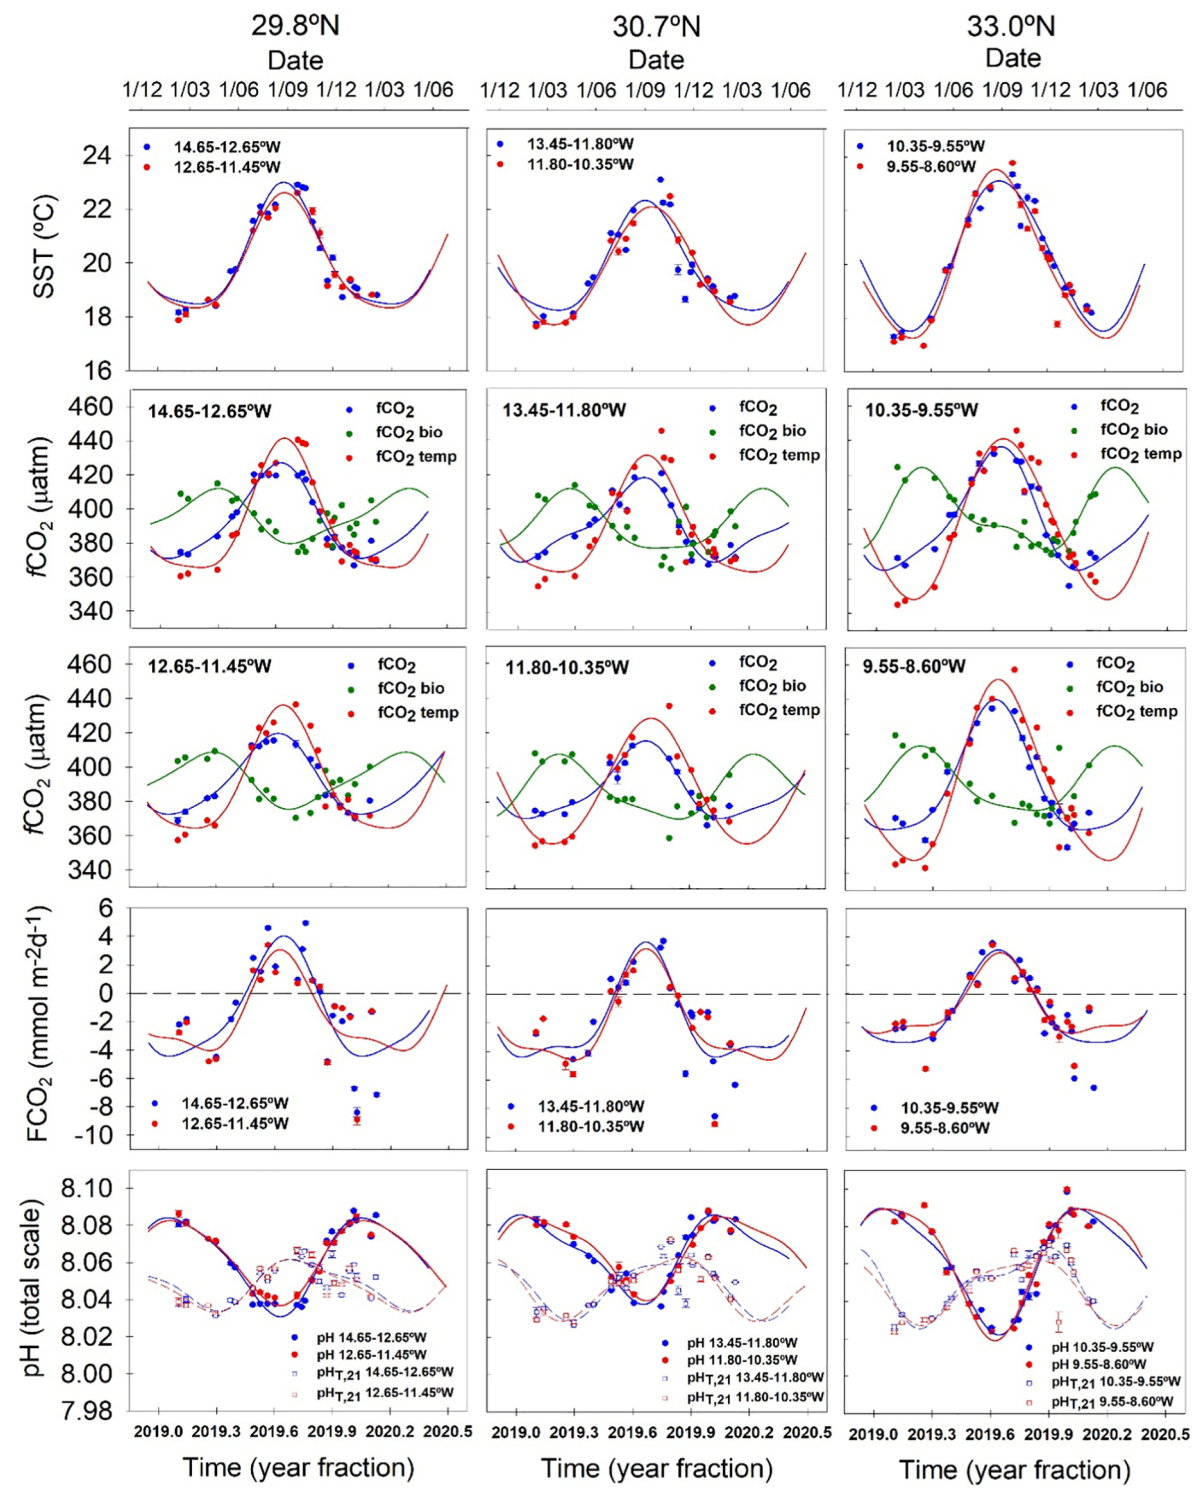 29.8ºN 30.7ºN 33.0ºN
Date Date Date
1/12 1/03 1/06 1/09 1/12 1/03 1/06 1/12 1/03 1/06 1/09 1/12 1/03 1/06 1/12 1/03 1/06 1/09 1/12 1/03 1/06
SST (ºC)
24
22
20
18
16
14.65-12.65ºW
12.65-11.45ºW
13.45-11.80ºW
11.80-10.35ºW
10.35-9.55ºW
9.55-8.60ºW
fCO2 (µatm)
460
440
420
400
380
360
340
14.65-12.65ºW
fCO2
fCO2 bio
fCO2 temp
13.45-11.80ºW
fCO2
fCO2 bio
fCO2 temp
10.35-9.55ºW
fCO2
fCO2 bio
fCO2 temp
fCO2 (µatm)
460
440
420
400
380
360
340
12.65-11.45ºW
fCO2
fCO2 bio
fCO2 temp
11.80-10.35ºW
fCO2
fCO2 bio
fCO2 temp
9.55-8.60ºW
fCO2
fCO2 bio
fCO2 temp
FCO2 (mmol m-2d-1)
6
4
2
0
-2
-4
-6
-8
-10
14.65-12.65ºW
12.65-11.45ºW
13.45-11.80ºW
11.80-10.35ºW
10.35-9.55ºW
9.55-8.60ºW
pH (total scale)
8.10
8.08
8.06
8.04
8.02
8.00
7.98
pH 14.65-12.65ºW
pH 12.65-11.45ºW
pHT,21 14.65-12.65ºW
pHT,21 12.65-11.45ºW
pH 13.45-11.80ºW
pH 11.80-10.35ºW
pHT,21 13.45-11.80ºW
pHT,21 11.80-10.35ºW
pH 10.35-9.55ºW
pH 9.55-8.60ºW
pHT,21 10.35-9.55ºW
pHT,21 9.55-8.60ºW
2019.0 2019.3 2019.6 2019.9 2020.2 2020.5 2019.0 2019.3 2019.6 2019.9 2020.2 2020.5 2019.0 2019.3 2019.6 2019.9 2020.2 2020.5
Time (year fraction) Time (year fraction) Time (year fraction)